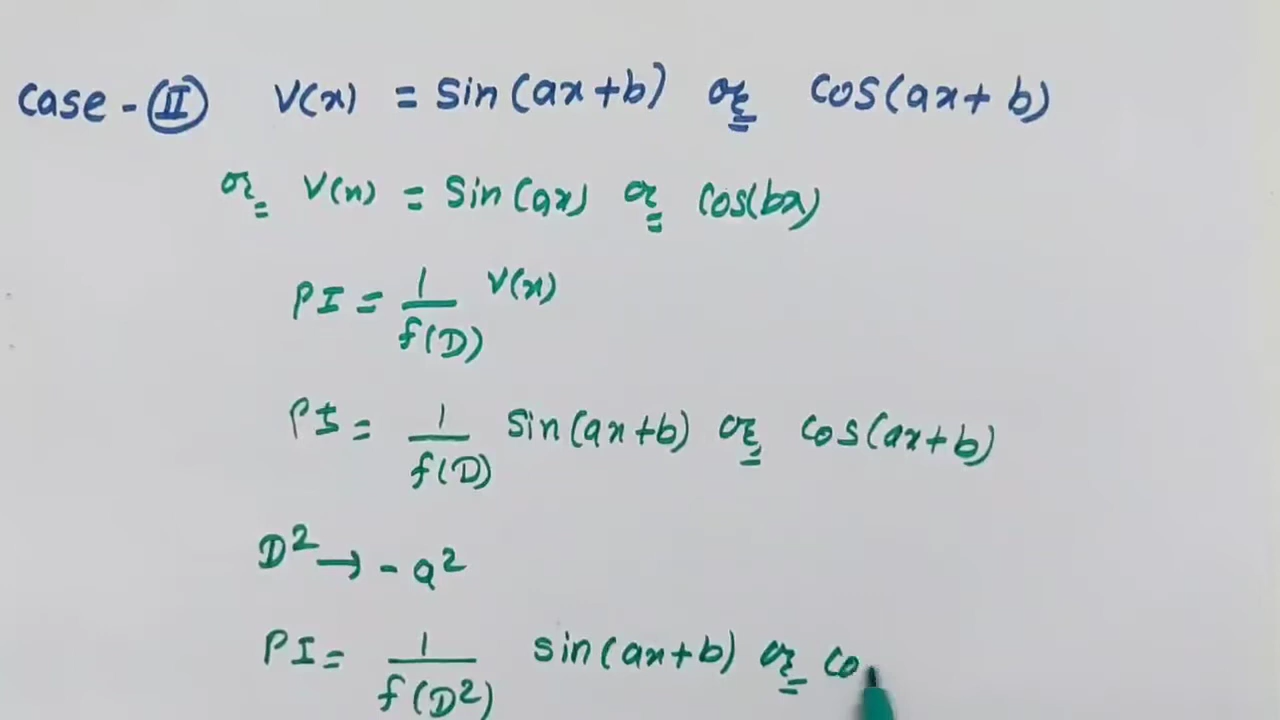 Case - II V(x) = sin(ax+b) or cos(ax+b)
or V(x) = sin(ax) or cos(bx)
PI = 1/f(D) V(x)
PI = 1/f(D) sin(ax+b) or cos(ax+b)
D² → -a²
PI = 1/f(D²) sin(ax+b) or co